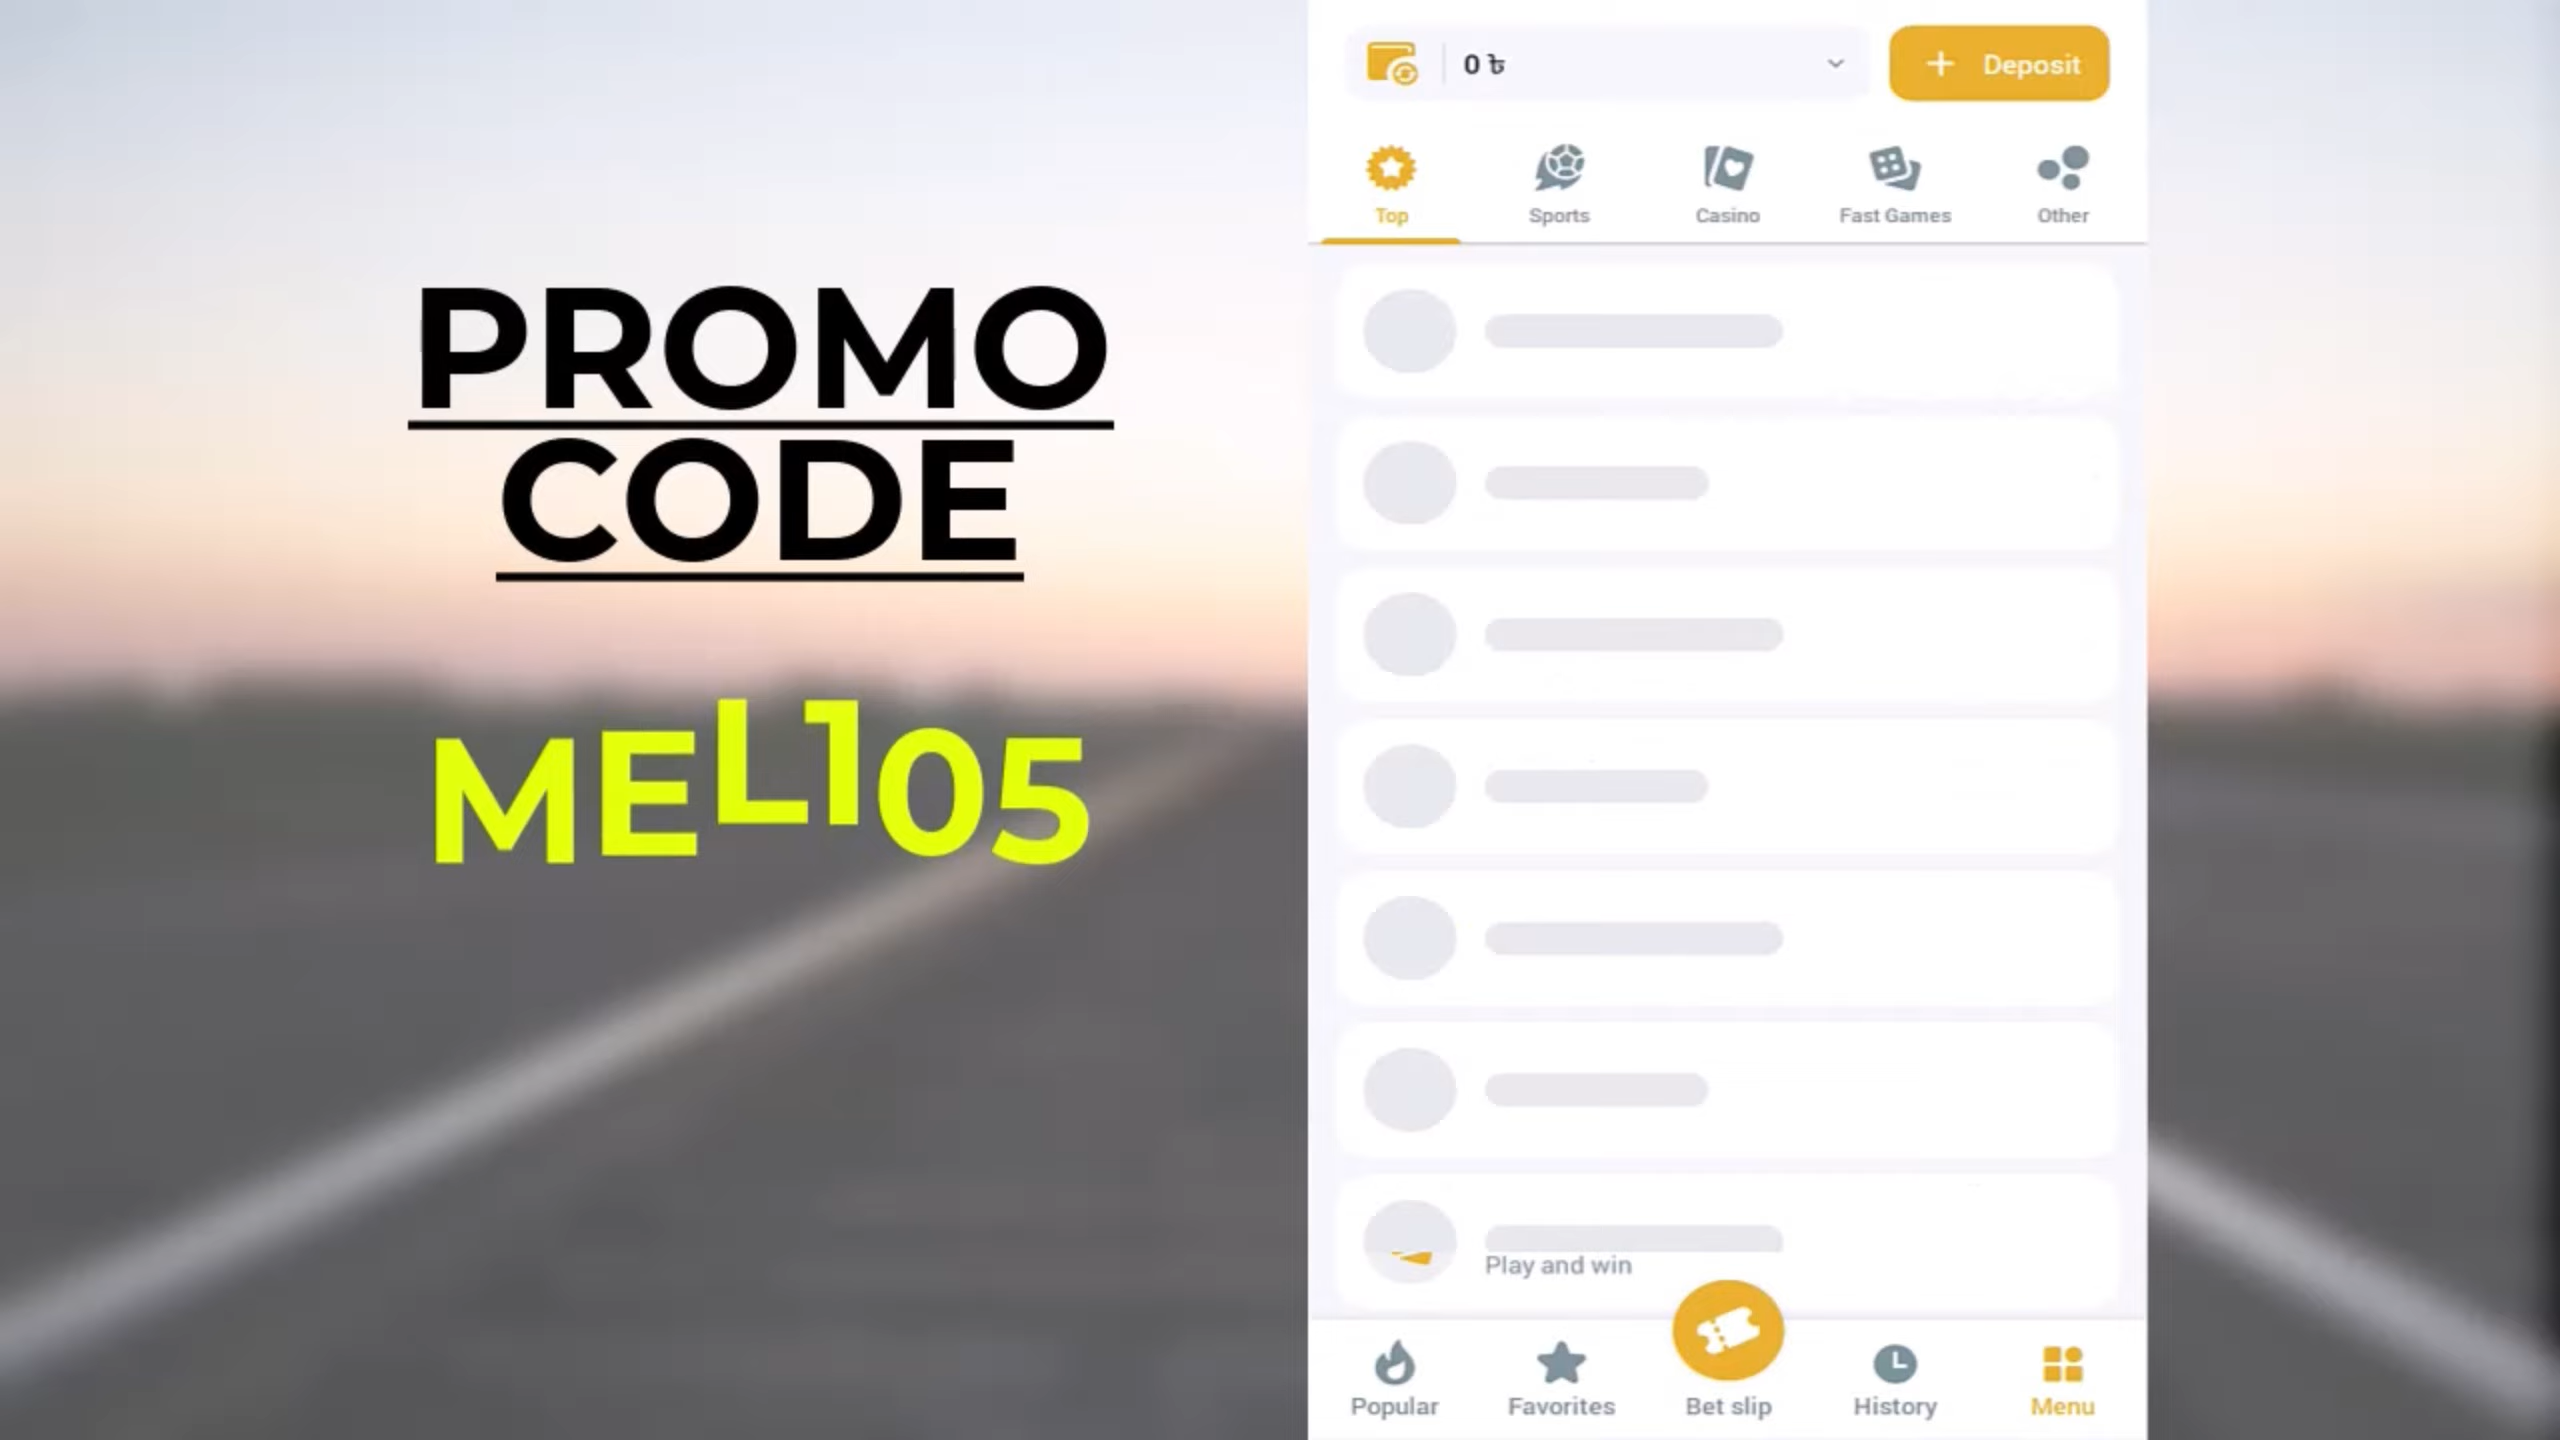 PROMO
CODE
MEL105
0 ৳
+ Deposit
Top
Sports
Casino
Fast Games
Other
Play and win
Popular
Favorites
Bet slip
History
Menu